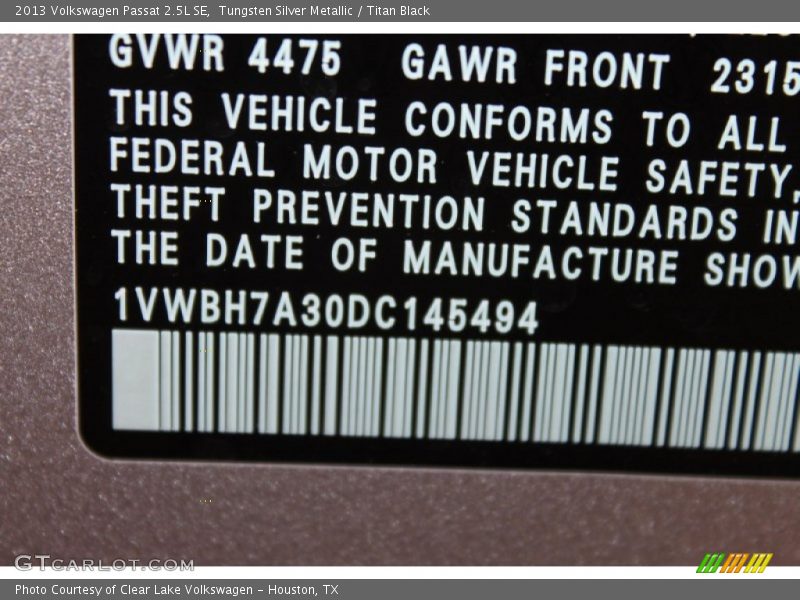 2013 Volkswagen Passat 2.5L SE,  Tungsten Silver Metallic / Titan Black
GVWR 4475  GAWR FRONT  2315
THIS VEHICLE CONFORMS TO ALL
FEDERAL MOTOR VEHICLE SAFETY,
THEFT PREVENTION STANDARDS IN
THE DATE OF MANUFACTURE SHOW
1VWBH7A30DC145494
GTCARLOT.COM
Photo Courtesy of Clear Lake Volkswagen – Houston, TX